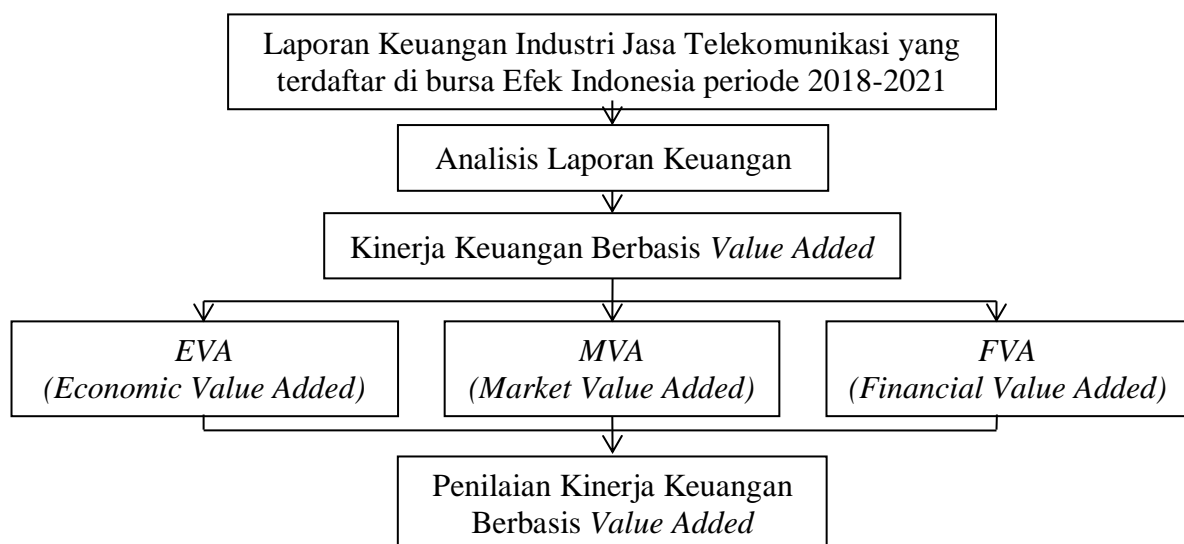 Laporan Keuangan Industri Jasa Telekomunikasi yang
terdaftar di bursa Efek Indonesia periode 2018-2021
Analisis Laporan Keuangan
Kinerja Keuangan Berbasis Value Added
EVA
(Economic Value Added)
MVA
(Market Value Added)
FVA
(Financial Value Added)
Penilaian Kinerja Keuangan
Berbasis Value Added